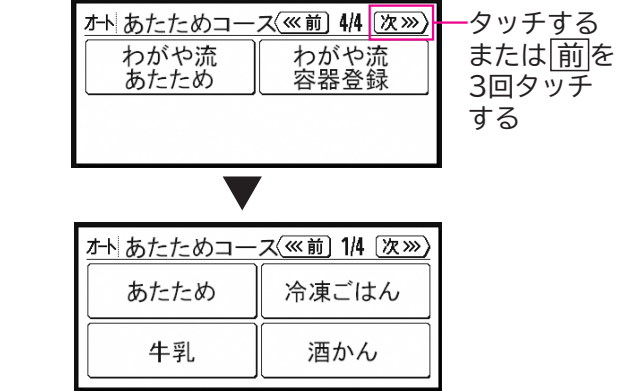 オート あたためコース 《前 4/4 次》
わがや流
あたため
わがや流
容器登録
タッチする
または前を
3回タッチ
する
オート あたためコース 《前 1/4 次》
あたため
冷凍ごはん
牛乳
酒かん